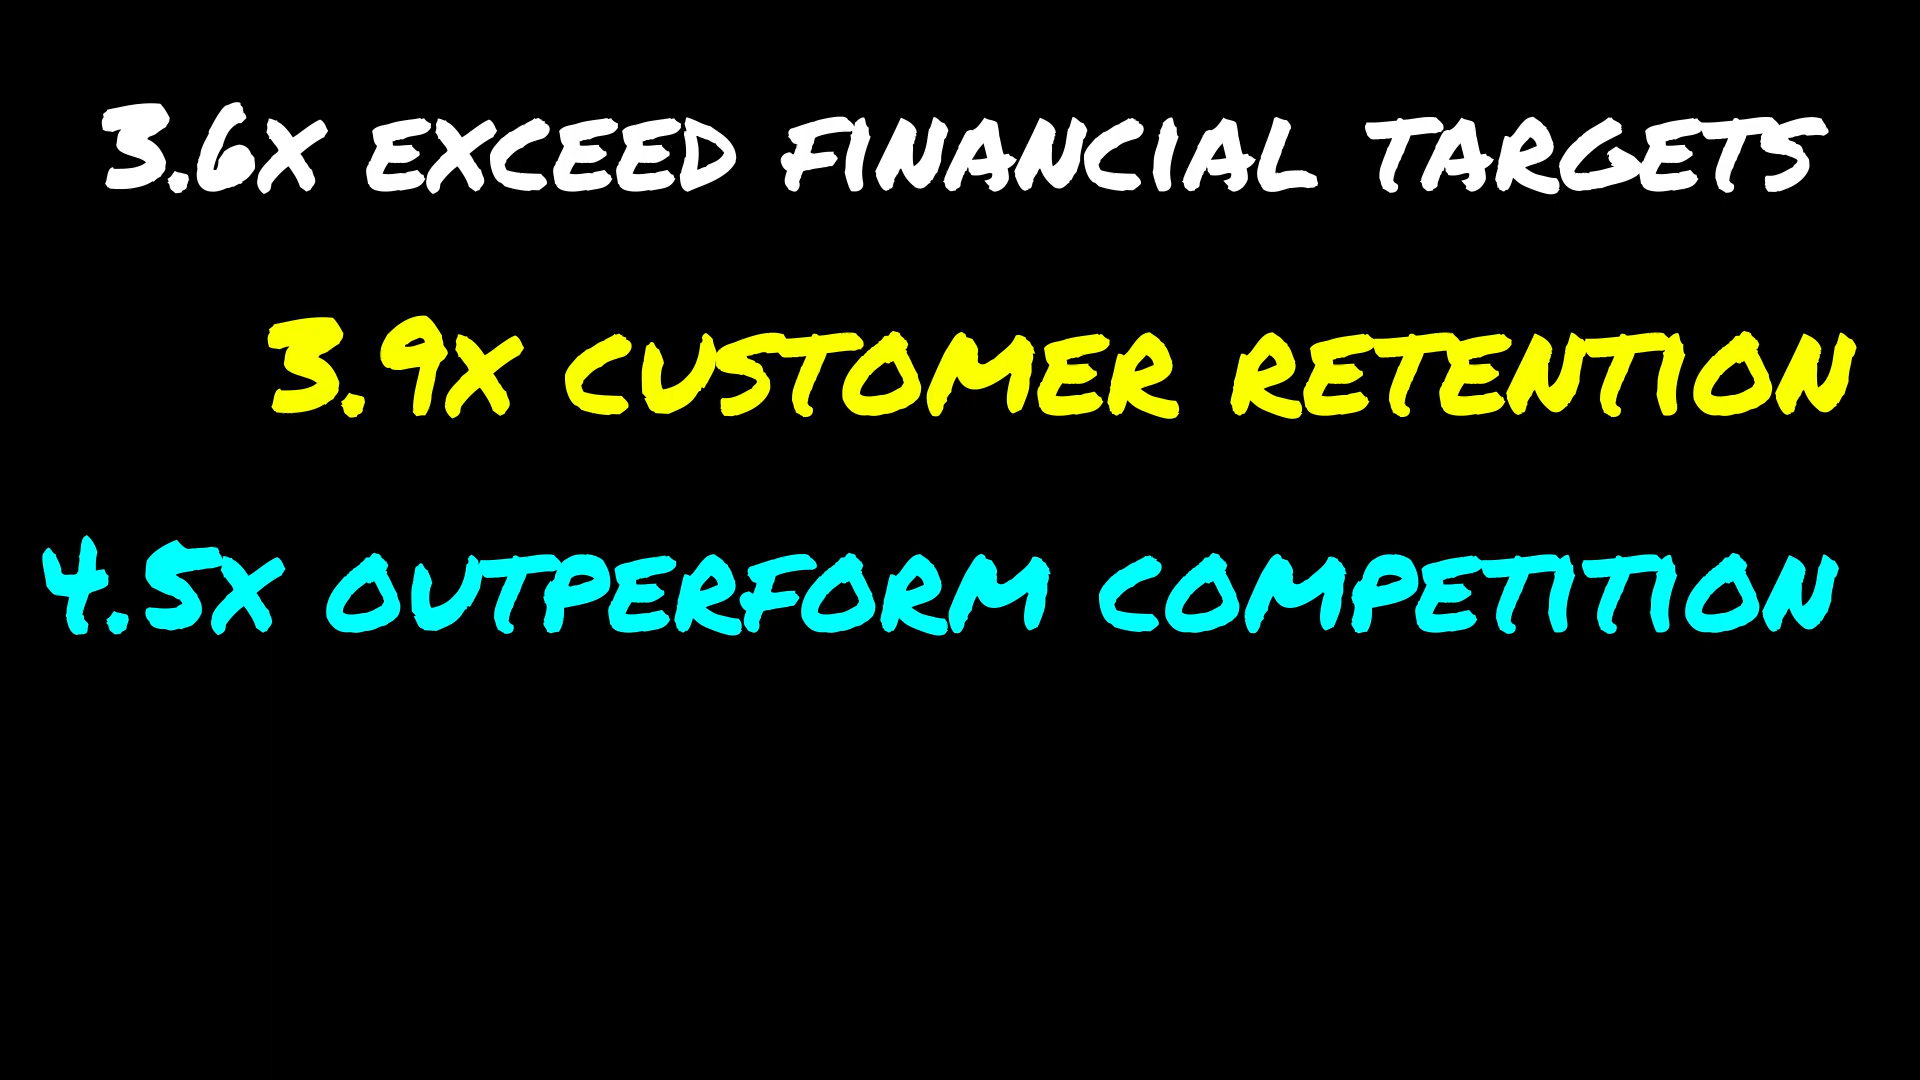 3.6X EXCEED FINANCIAL TARGETS
3.9X CUSTOMER RETENTION
4.5X OUTPERFORM COMPETITION